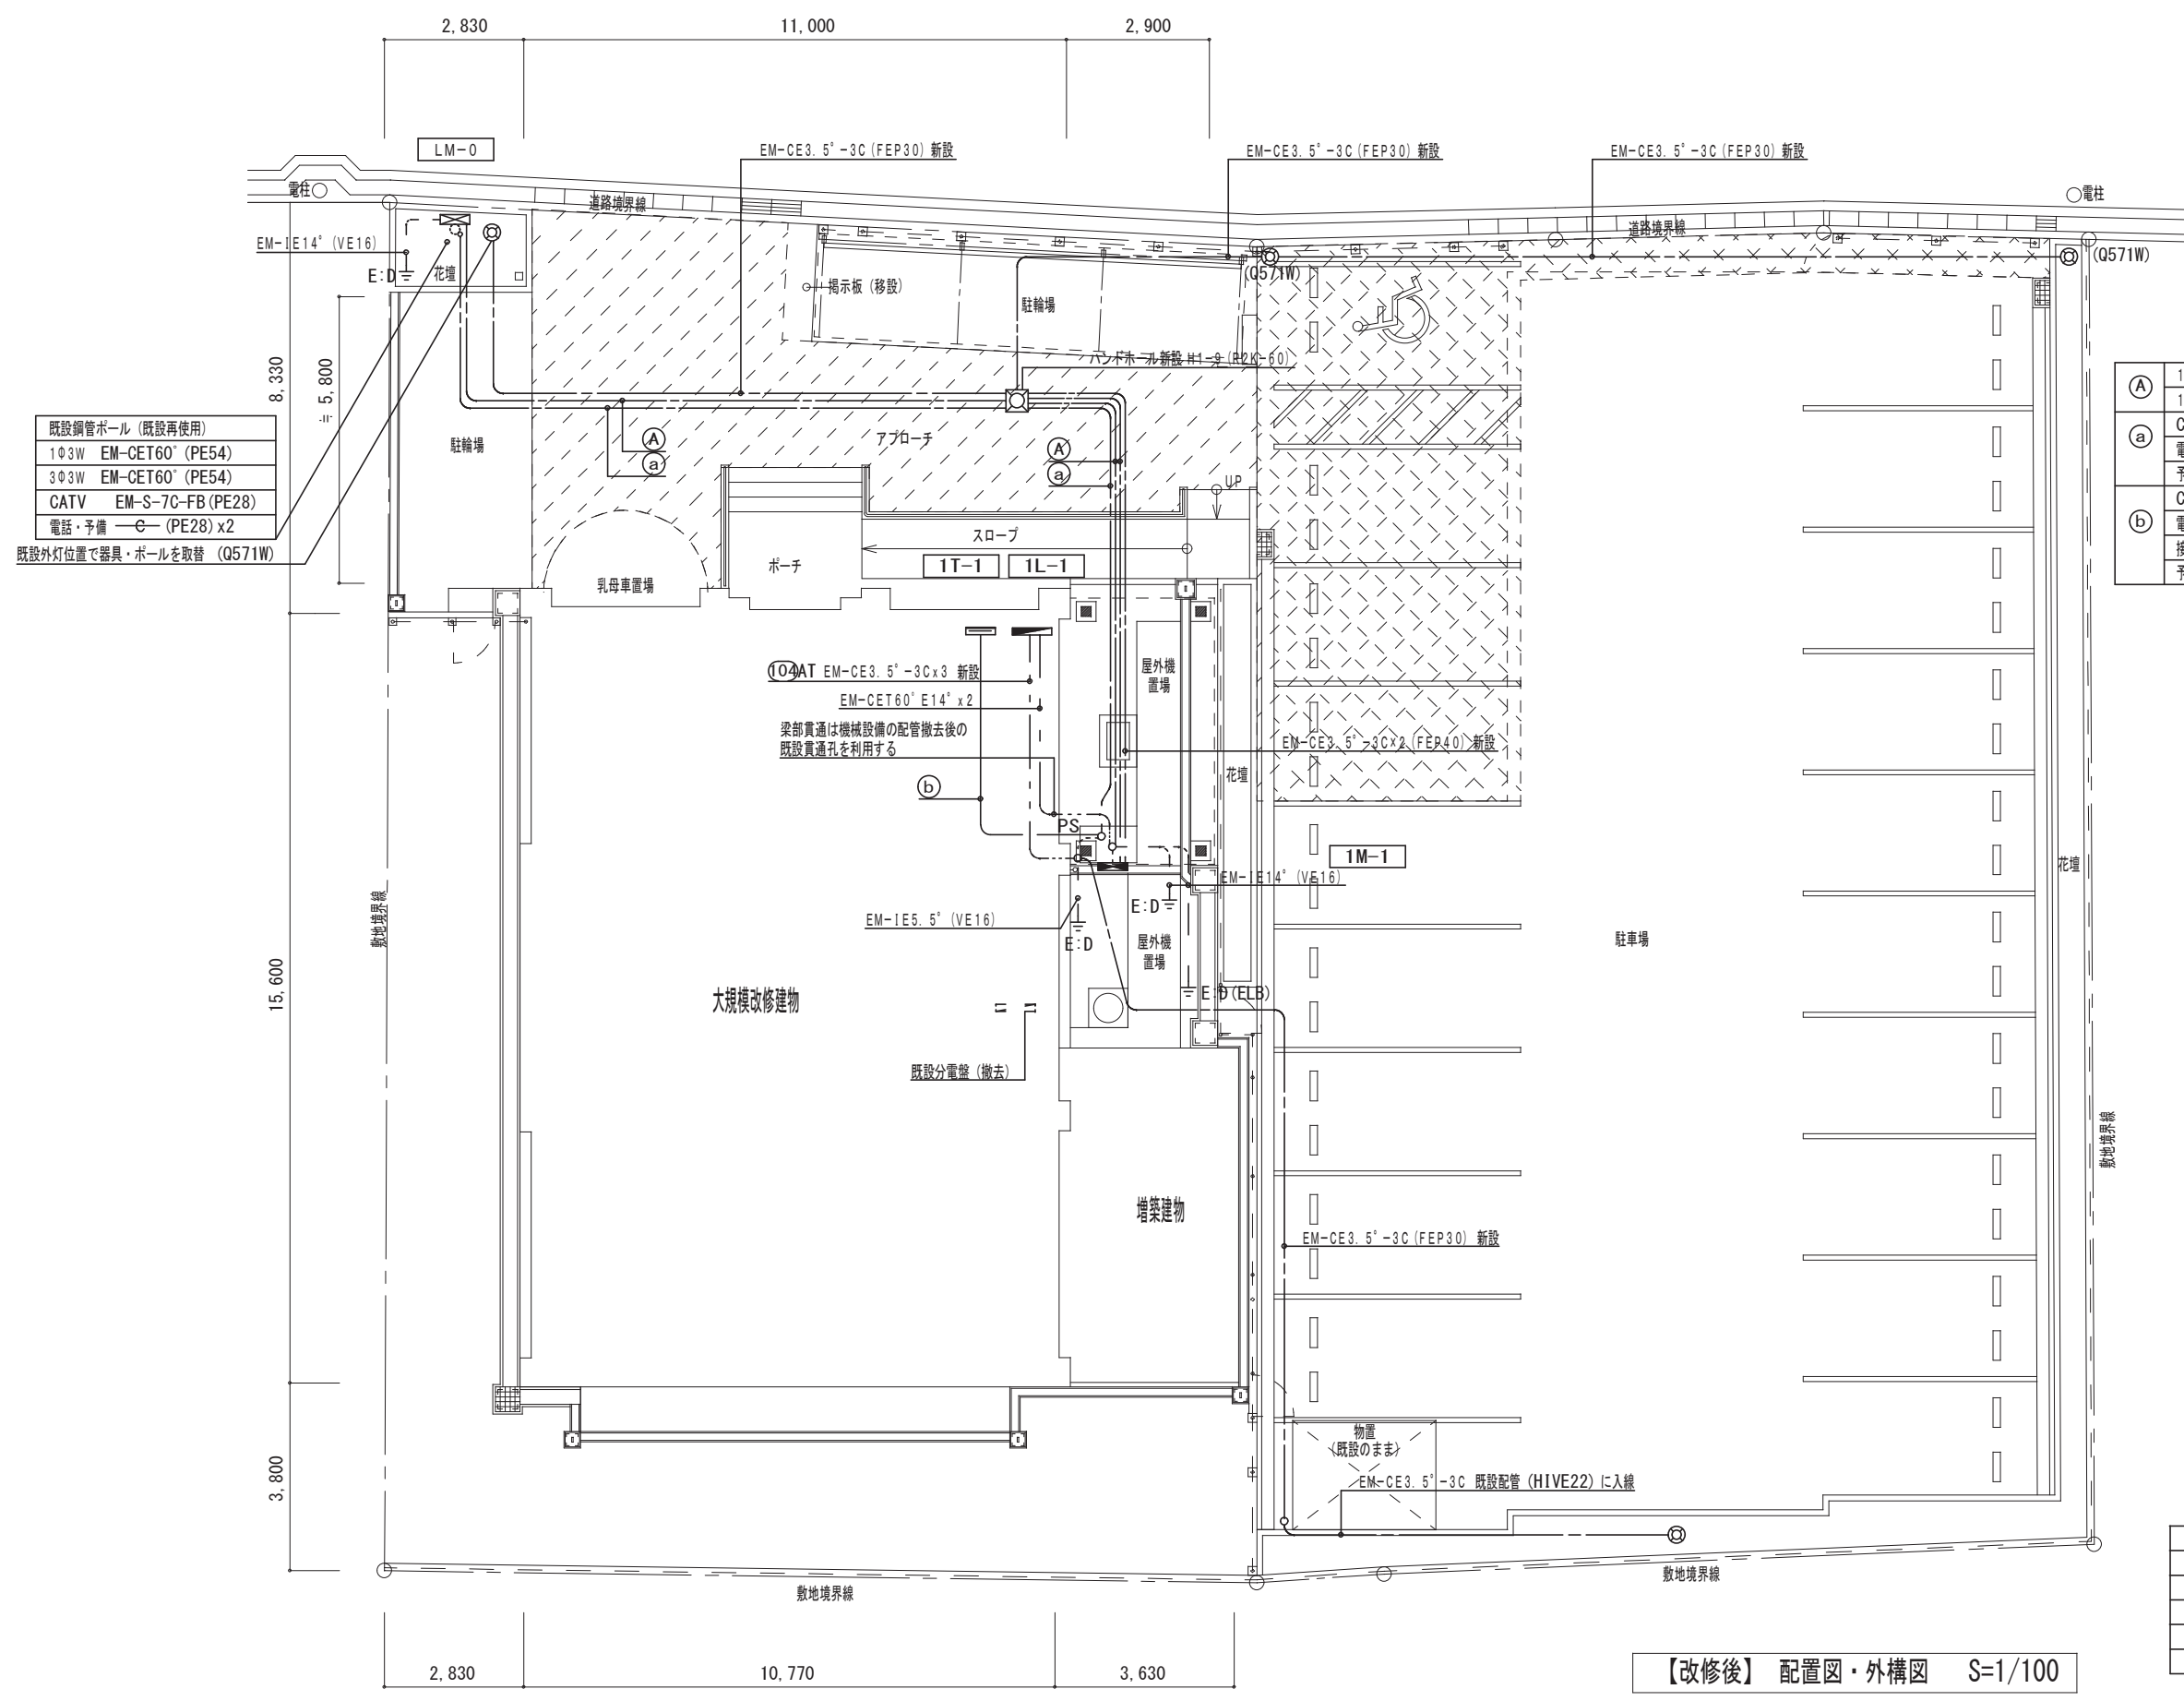 2,830
11,000
2,900
LM-0
EM-CE3.5°-3C(FEP30) 新設
EM-CE3.5°-3C(FEP30) 新設
EM-CE3.5°-3C(FEP30) 新設
電柱
電柱
道路境界線
道路境界線
EM-IE14°(VE16)
E:D
花壇
(Q571W)
(Q571W)
掲示板(移設)
駐輪場
ハンドホール新設 H1-9(R2K-60)
8,330
5,800
既設鋼管ポール(既設再使用)
1Φ3W EM-CET60°(PE54)
3Φ3W EM-CET60°(PE54)
CATV EM-S-7C-FB(PE28)
電話・予備 C (PE28)x2
既設外灯位置で器具・ポールを取替 (Q571W)
駐輪場
A
a
アプローチ
A
a
UP
A
1
1
a
C
b
C
スロープ
1T-1
1L-1
ポーチ
乳母車置場
104AT EM-CE3.5°-3Cx3 新設
EM-CET60°E14°x2
梁部貫通は機械設備の配管撤去後の
既設貫通孔を利用する
屋外機
置場
EM-CE3.5°-3C×2(FEP40)新設
花壇
b
PS
1M-1
EM-IE14°(VE16)
EM-IE5.5°(VE16)
E:D
E:D
屋外機
置場
E:D(ELB)
花壇
敷地境界線
駐車場
15,600
大規模改修建物
既設分電盤(撤去)
敷地境界線
増築建物
EM-CE3.5°-3C(FEP30) 新設
3,800
物置
(既設のまま)
EM-CE3.5°-3C 既設配管(HIVE22)に入線
敷地境界線
敷地境界線
2,830
10,770
3,630
【改修後】 配置図・外構図 S=1/100